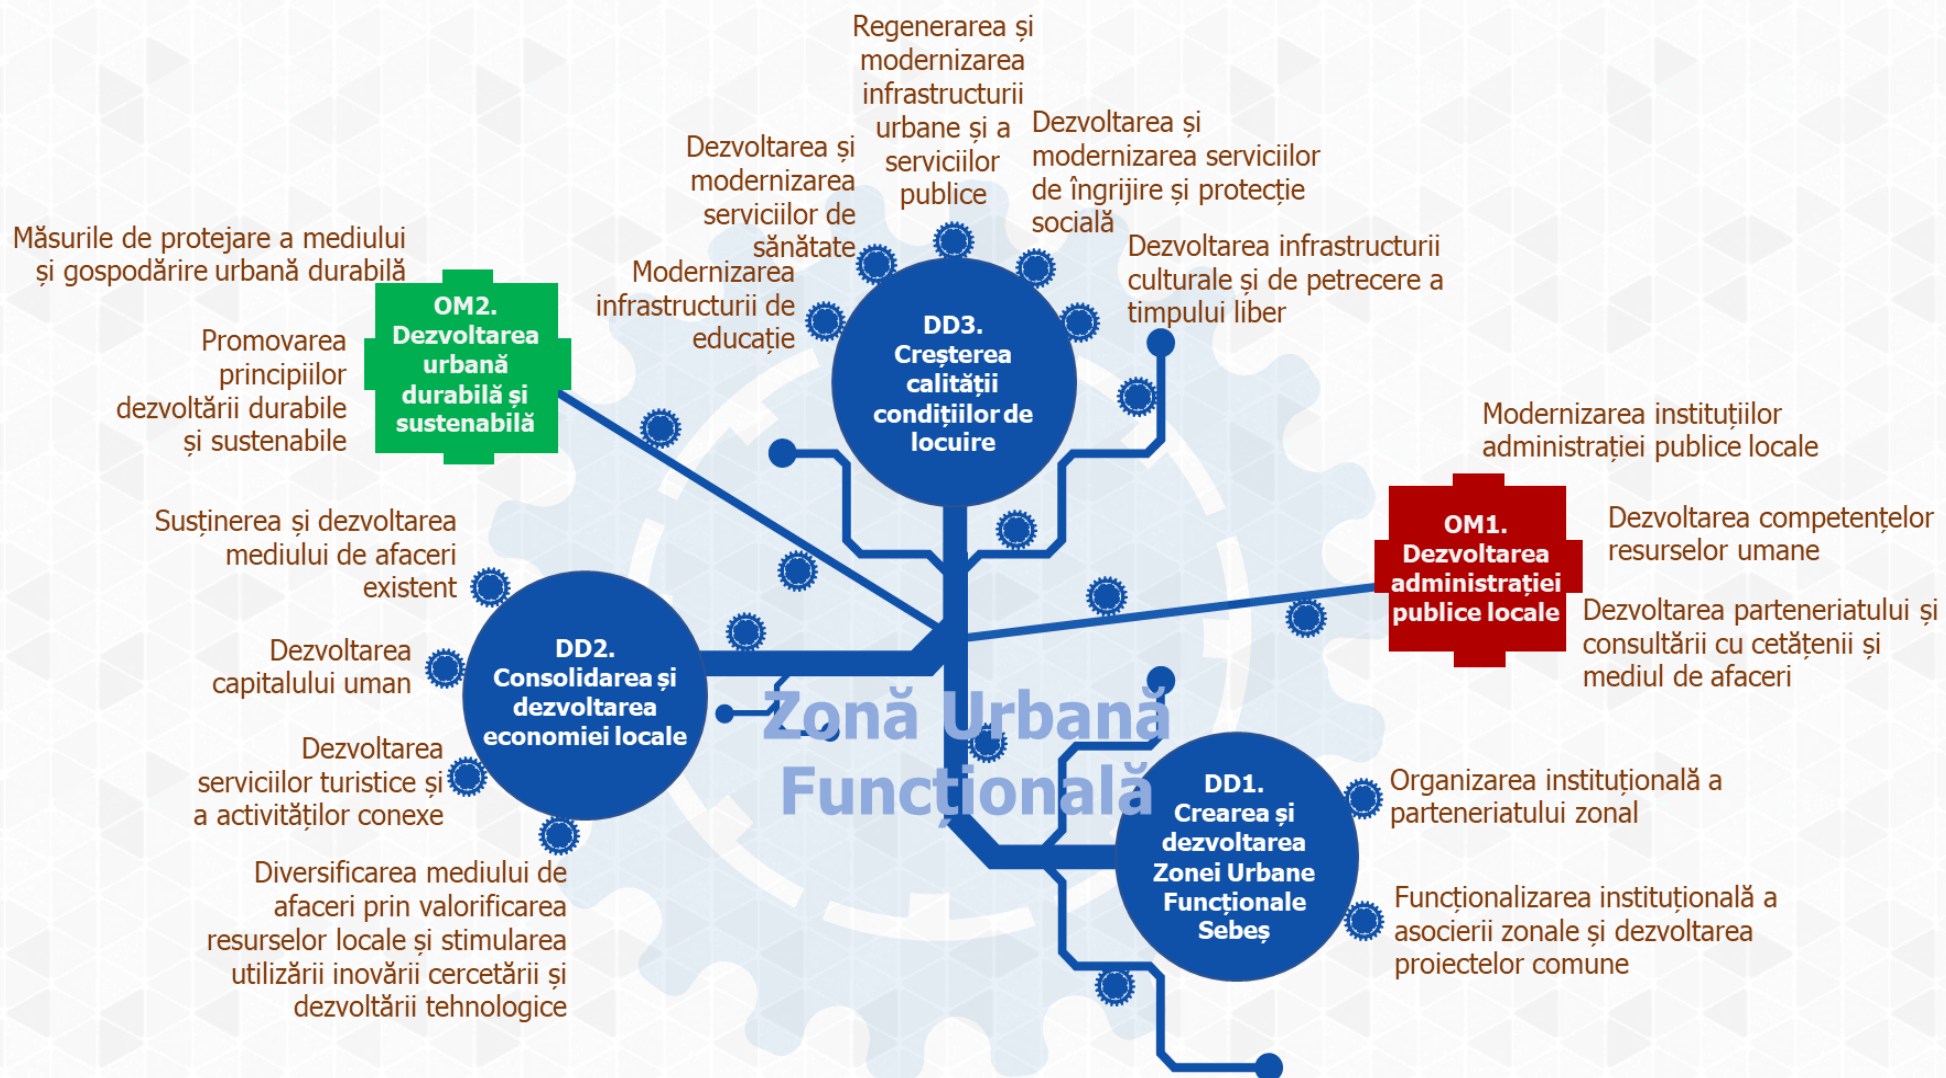 Regenerarea și
modernizarea
infrastructurii
urbane și a
serviciilor
publice
Dezvoltarea și
modernizarea
serviciilor de
sănătate
Dezvoltarea și
modernizarea serviciilor
de îngrijire și protecție
socială
Modernizarea
infrastructurii de
educație
Dezvoltarea infrastructurii
culturale și de petrecere a
timpului liber
DD3.
Creșterea
calității
condițiilor de
locuire
Măsurile de protejare a mediului
și gospodărire urbană durabilă
Promovarea
principiilor
dezvoltării durabile
și sustenabile
OM2.
Dezvoltarea
urbană
durabilă și
sustenabilă
Modernizarea instituțiilor
administrației publice locale
Dezvoltarea competențelor
resurselor umane
Dezvoltarea parteneriatului și
consultării cu cetățenii și
mediul de afaceri
OM1.
Dezvoltarea
administrației
publice locale
Susținerea și dezvoltarea
mediului de afaceri
existent
Dezvoltarea
capitalului uman
Dezvoltarea
serviciilor turistice și
a activităților conexe
Diversificarea mediului de
afaceri prin valorificarea
resurselor locale și stimularea
utilizării inovării cercetării și
dezvoltării tehnologice
DD2.
Consolidarea și
dezvoltarea
economiei locale
Zonă Urbană
Funcțională
DD1.
Crearea și
dezvoltarea
Zonei Urbane
Funcționale
Sebeș
Organizarea instituțională a
parteneriatului zonal
Funcționalizarea instituțională a
asocierii zonale și dezvoltarea
proiectelor comune